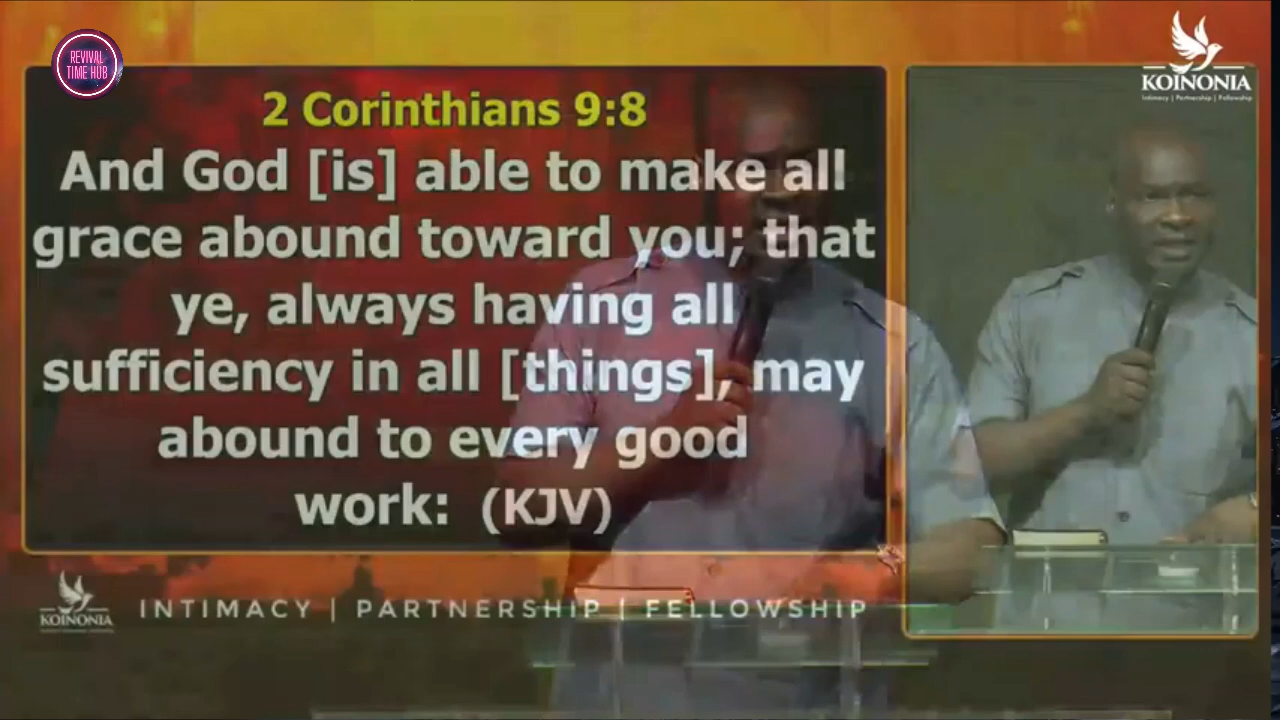 REVIVAL
TIME HUB
KOINONIA
Intimacy | Partnership | Fellowship
2 Corinthians 9:8
And God [is] able to make all
grace abound toward you; that
ye, always having all
sufficiency in all [things], may
abound to every good
work: (KJV)
KOINONIA
INTIMACY | PARTNERSHIP | FELLOWSHIP